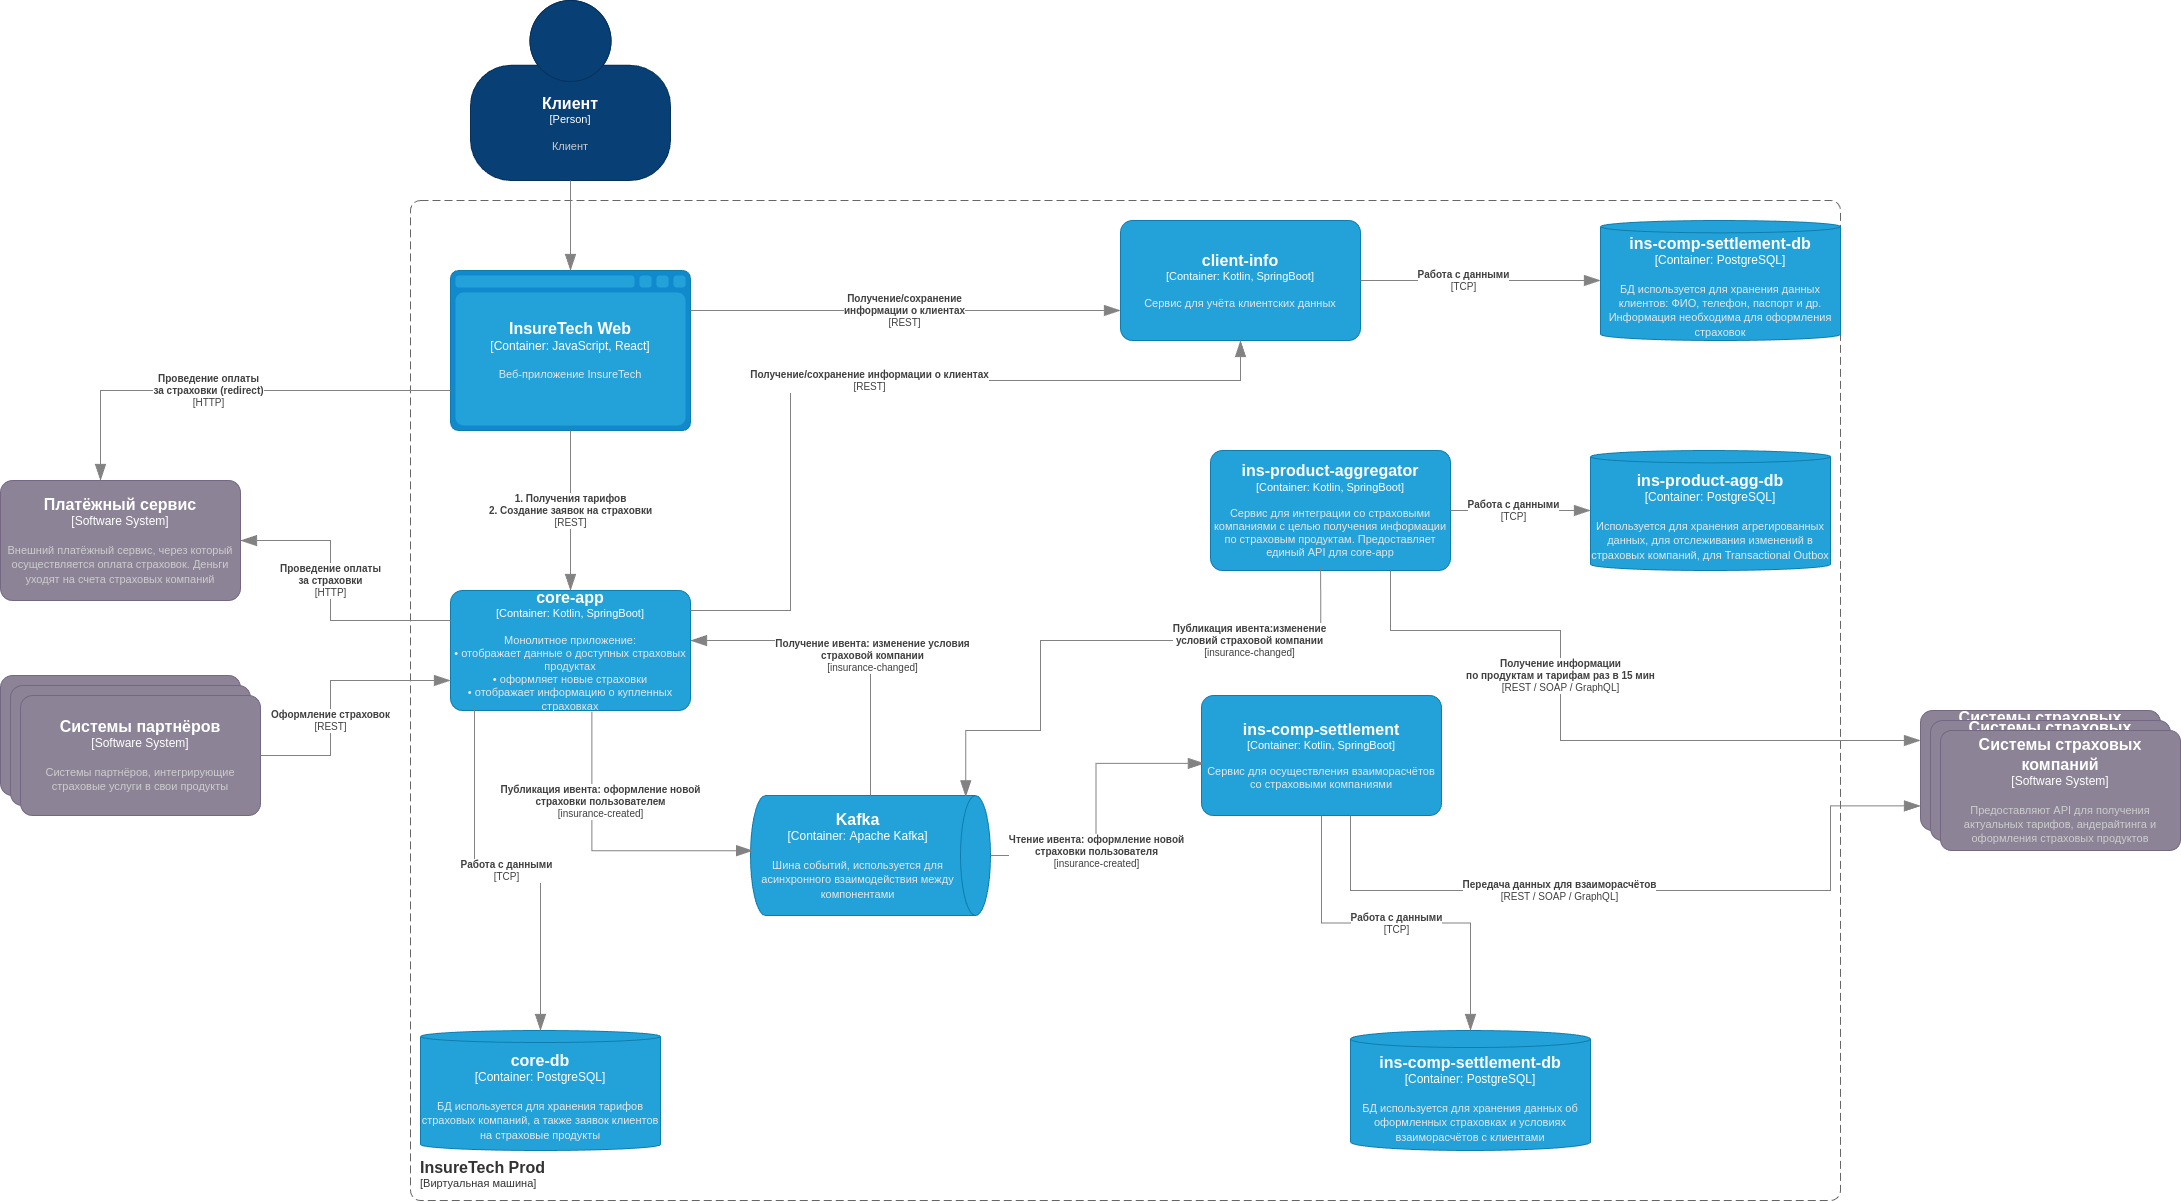 Клиент
[Person]
Клиент
InsureTech Web
[Container: JavaScript, React]
Веб-приложение InsureTech
Получение/сохранение
информации о клиентах
[REST]
client-info
[Container: Kotlin, SpringBoot]
Сервис для учёта клиентских данных
Работа с данными
[TCP]
ins-comp-settlement-db
[Container: PostgreSQL]
БД используется для хранения данных
клиентов: ФИО, телефон, паспорт и др.
Информация необходима для оформления
страховок
Проведение оплаты
за страховки (redirect)
[HTTP]
Получение/сохранение информации о клиентах
[REST]
Платёжный сервис
[Software System]
Внешний платёжный сервис, через который
осуществляется оплата страховок. Деньги
уходят на счета страховых компаний
1. Получения тарифов
2. Создание заявок на страховки
[REST]
ins-product-aggregator
[Container: Kotlin, SpringBoot]
Сервис для интеграции со страховыми
компаниями с целью получения информации
по страховым продуктам. Предоставляет
единый API для core-app
Работа с данными
[TCP]
ins-product-agg-db
[Container: PostgreSQL]
Используется для хранения агрегированных
данных, для отслеживания изменений в
страховых компаний, для Transactional Outbox
Проведение оплаты
за страховки
[HTTP]
core-app
[Container: Kotlin, SpringBoot]
Монолитное приложение:
• отображает данные о доступных страховых
продуктах
• оформляет новые страховки
• отображает информацию о купленных
страховках
Получение ивента: изменение условия
страховой компании
[insurance-changed]
Публикация ивента:изменение
условий страховой компании
[insurance-changed]
Получение информации
по продуктам и тарифам раз в 15 мин
[REST / SOAP / GraphQL]
Системы партнёров
[Software System]
Системы партнёров, интегрирующие
страховые услуги в свои продукты
Оформление страховок
[REST]
ins-comp-settlement
[Container: Kotlin, SpringBoot]
Сервис для осуществления взаиморасчётов
со страховыми компаниями
Системы страховых
Системы страховых
Системы страховых
компаний
[Software System]
Предоставляют API для получения
актуальных тарифов, андерайтинга и
оформления страховых продуктов
Публикация ивента: оформление новой
страховки пользователем
[insurance-created]
Kafka
[Container: Apache Kafka]
Шина событий, используется для
асинхронного взаимодействия между
компонентами
Чтение ивента: оформление новой
страховки пользователя
[insurance-created]
Работа с данными
[TCP]
Передача данных для взаиморасчётов
[REST / SOAP / GraphQL]
Работа с данными
[TCP]
core-db
[Container: PostgreSQL]
БД используется для хранения тарифов
страховых компаний, а также заявок клиентов
на страховые продукты
ins-comp-settlement-db
[Container: PostgreSQL]
БД используется для хранения данных об
оформленных страховках и условиях
взаиморасчётов с клиентами
InsureTech Prod
[Виртуальная машина]